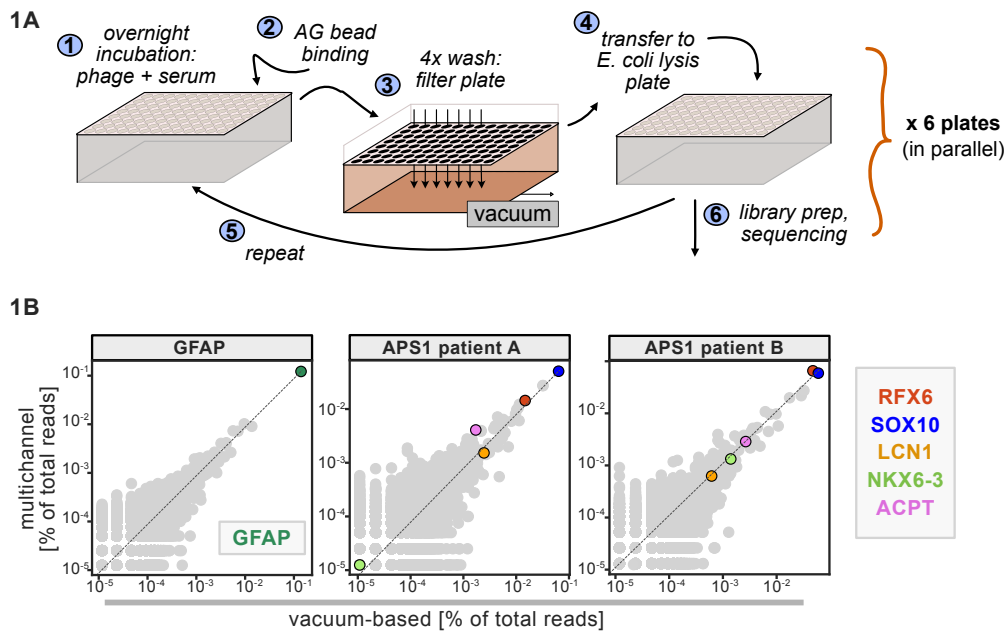 1A
1
overnight
incubation:
phage + serum
2
AG bead
binding
3
4x wash:
filter plate
4
transfer to
E. coli lysis
plate
x 6 plates
(in parallel)
vacuum
5
repeat
6
library prep,
sequencing
1B
GFAP
APS1 patient A
APS1 patient B
multichannel
[% of total reads]
10-1
10-2
10-3
10-4
10-5
GFAP
10-5
10-4
10-3
10-2
10-1
10-2
10-3
10-4
10-5
10-5
10-4
10-3
10-2
10-1
10-2
10-3
10-4
10-5
10-5
10-3
10-2
10-1
RFX6
SOX10
LCN1
NKX6-3
ACPT
vacuum-based [% of total reads]